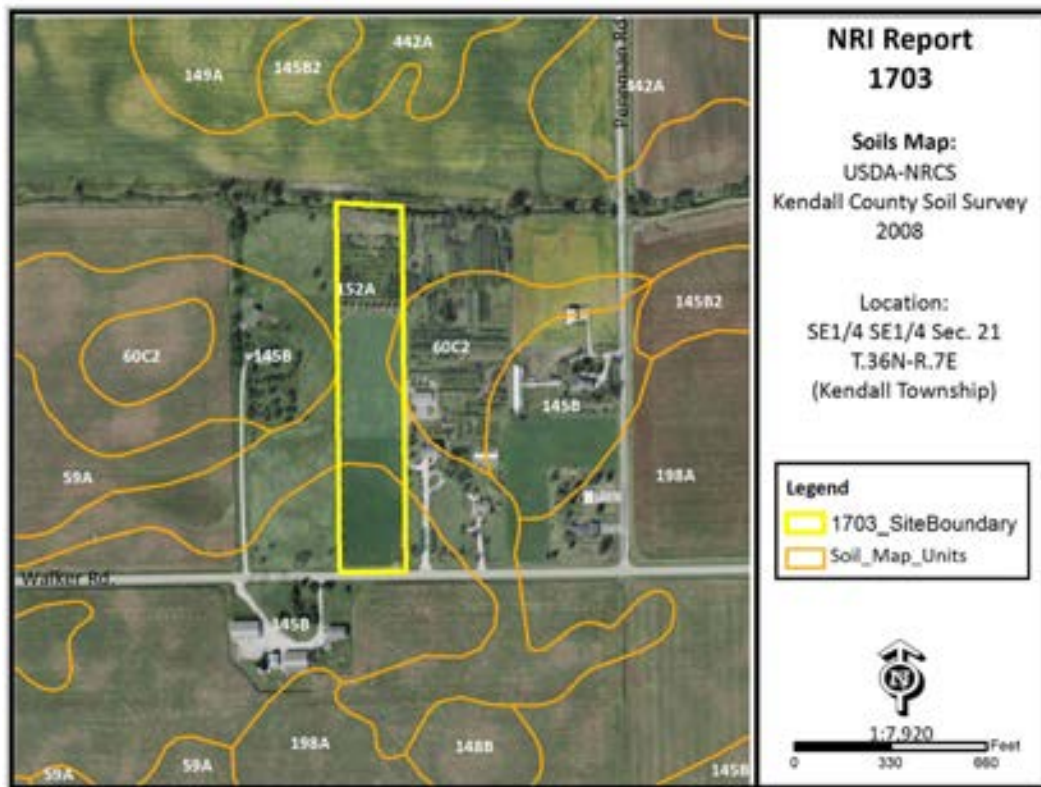 442A
149A
145B2
442A
152A
60C2
145B2
60C2
145B
145B
59A
198A
Walker Rd.
145B
198A
148B
59A
59A
145B
NRI Report
1703
Soils Map:
USDA-NRCS
Kendall County Soil Survey
2008
Location:
SE1/4 SE1/4 Sec. 21
T.36N-R.7E
(Kendall Township)
Legend
1703_SiteBoundary
Soil_Map_Units
N
1:7,920
Feet
0 330 660